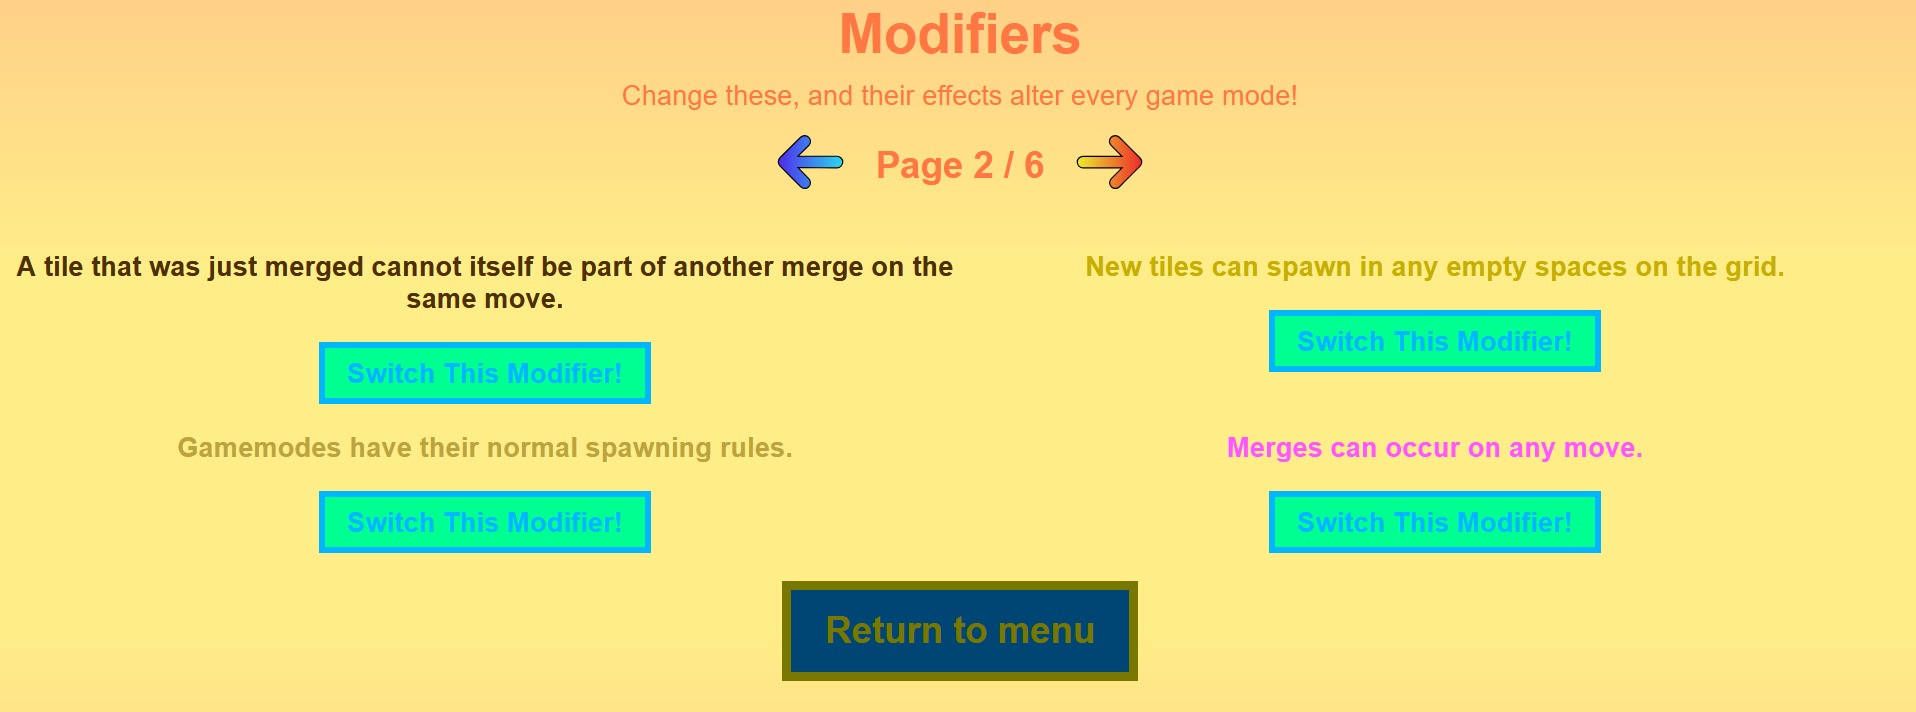 Modifiers
Change these, and their effects alter every game mode!
Page 2 / 6
A tile that was just merged cannot itself be part of another merge on the
same move.
Switch This Modifier!
New tiles can spawn in any empty spaces on the grid.
Switch This Modifier!
Gamemodes have their normal spawning rules.
Switch This Modifier!
Merges can occur on any move.
Switch This Modifier!
Return to menu